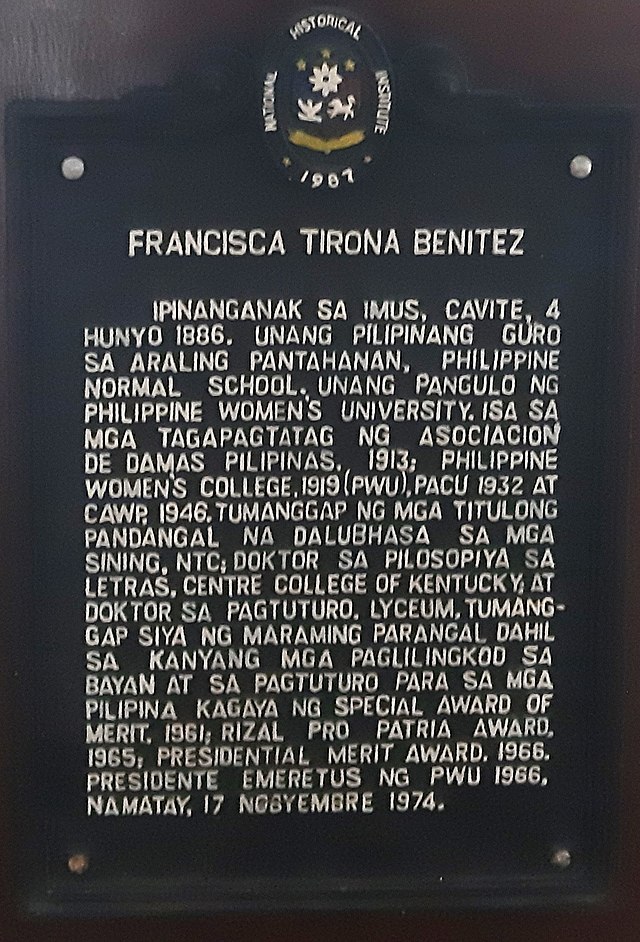 NATIONAL HISTORICAL INSTITUTE
1987
FRANCISCA TIRONA BENITEZ
IPINANGANAK SA IMUS, CAVITE, 4
HUNYO 1886. UNANG PILIPINANG GURO
SA ARALING PANTAHANAN, PHILIPPINE
NORMAL SCHOOL. UNANG PANGULO NG
PHILIPPINE WOMEN'S UNIVERSITY. ISA SA
MGA TAGAPAGTATAG NG ASOCIACION
DE DAMAS PILIPINAS, 1913; PHILIPPINE
WOMEN'S COLLEGE, 1919 (PWU), PACU 1932 AT
CAWP, 1946. TUMANGGAP NG MGA TITULONG
PANDANGAL NA DALUBHASA SA MGA
SINING, NTC; DOKTOR SA PILOSOPIYA SA
LETRAS, CENTRE COLLEGE OF KENTUCKY, AT
DOKTOR SA PAGTUTURO, LYCEUM. TUMANG-
GAP SIYA NG MARAMING PARANGAL DAHIL
SA KANYANG MGA PAGLILINGKOD SA
BAYAN AT SA PAGTUTURO PARA SA MGA
PILIPINA KAGAYA NG SPECIAL AWARD OF
MERIT, 1961; RIZAL PRO PATRIA AWARD,
1965; PRESIDENTIAL MERIT AWARD, 1966.
PRESIDENTE EMERETUS NG PWU 1966.
NAMATAY, 17 NOBYEMBRE 1974.